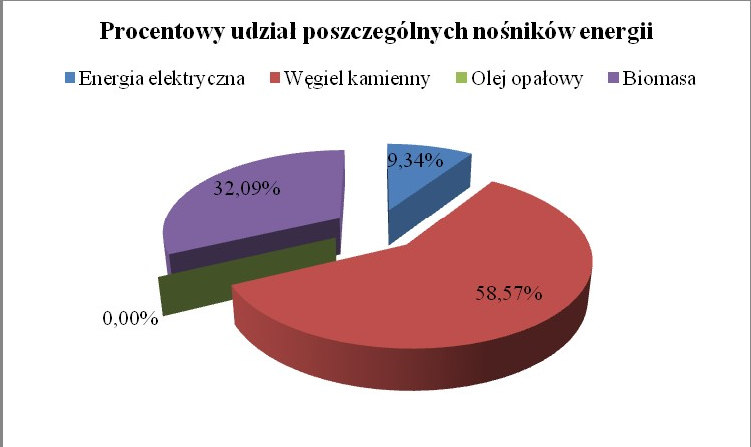 Procentowy udział poszczególnych nośników energii
Energia elektryczna Węgiel kamienny Olej opałowy Biomasa
9,34%
32,09%
58,57%
0,00%